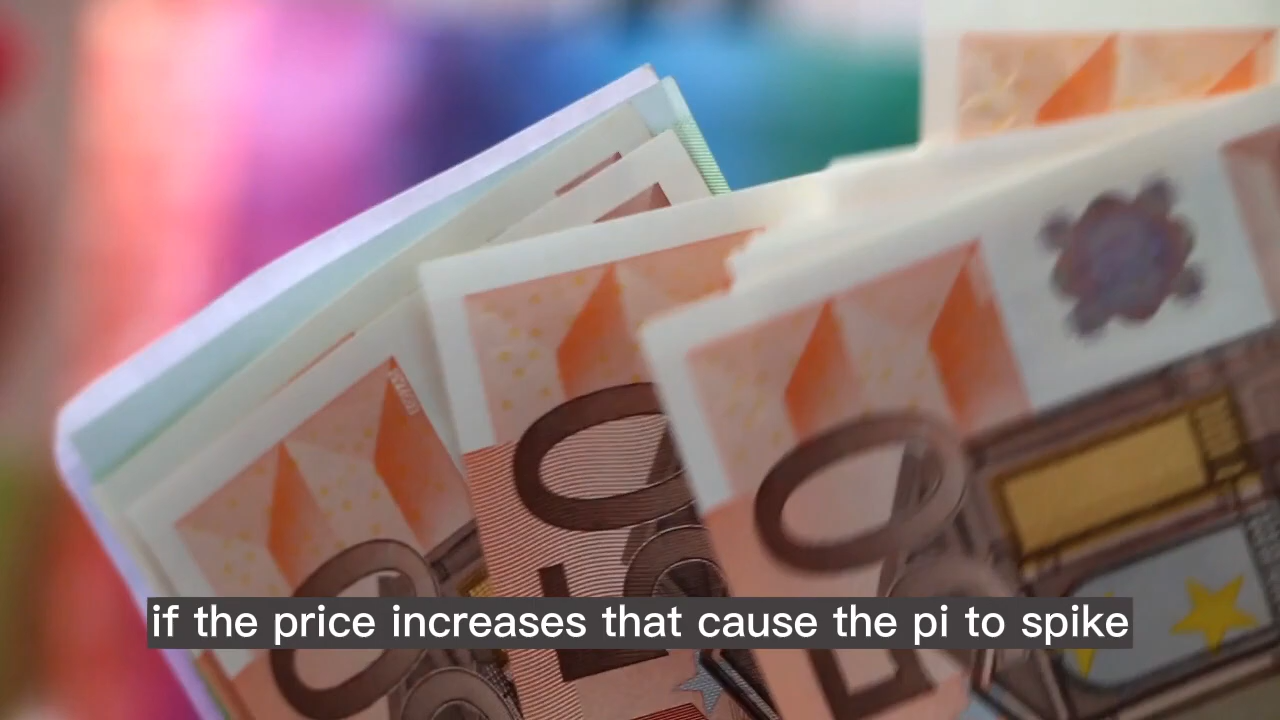 if the price increases that cause the pi to spike